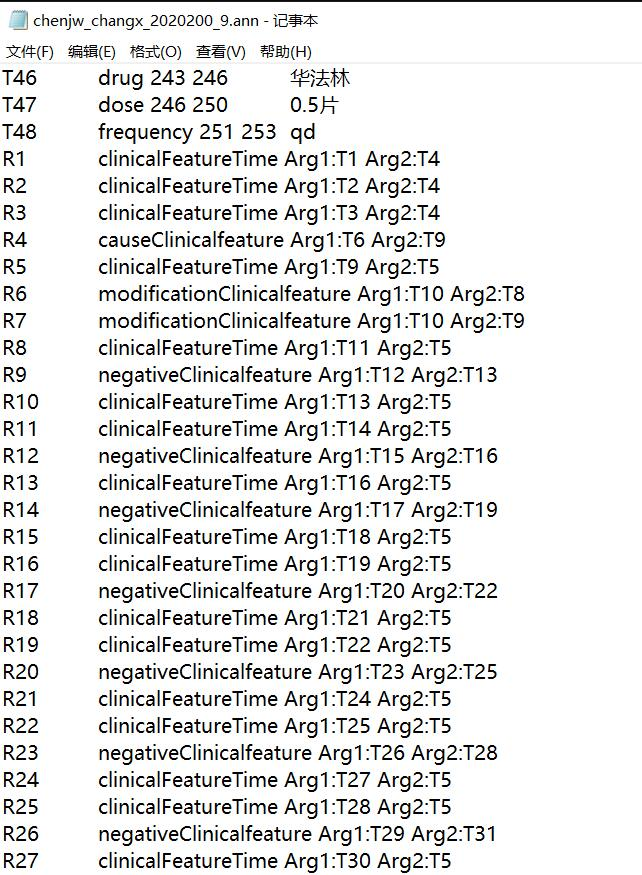 chenjw_changx_2020200_9.ann - 记事本
文件(F) 编辑(E) 格式(O) 查看(V) 帮助(H)
T46 drug 243 246 华法林
T47 dose 246 250 0.5片
T48 frequency 251 253 qd
R1 clinicalFeatureTime Arg1:T1 Arg2:T4
R2 clinicalFeatureTime Arg1:T2 Arg2:T4
R3 clinicalFeatureTime Arg1:T3 Arg2:T4
R4 causeClinicalfeature Arg1:T6 Arg2:T9
R5 clinicalFeatureTime Arg1:T9 Arg2:T5
R6 modificationClinicalfeature Arg1:T10 Arg2:T8
R7 modificationClinicalfeature Arg1:T10 Arg2:T9
R8 clinicalFeatureTime Arg1:T11 Arg2:T5
R9 negativeClinicalfeature Arg1:T12 Arg2:T13
R10 clinicalFeatureTime Arg1:T13 Arg2:T5
R11 clinicalFeatureTime Arg1:T14 Arg2:T5
R12 negativeClinicalfeature Arg1:T15 Arg2:T16
R13 clinicalFeatureTime Arg1:T16 Arg2:T5
R14 negativeClinicalfeature Arg1:T17 Arg2:T19
R15 clinicalFeatureTime Arg1:T18 Arg2:T5
R16 clinicalFeatureTime Arg1:T19 Arg2:T5
R17 negativeClinicalfeature Arg1:T20 Arg2:T22
R18 clinicalFeatureTime Arg1:T21 Arg2:T5
R19 clinicalFeatureTime Arg1:T22 Arg2:T5
R20 negativeClinicalfeature Arg1:T23 Arg2:T25
R21 clinicalFeatureTime Arg1:T24 Arg2:T5
R22 clinicalFeatureTime Arg1:T25 Arg2:T5
R23 negativeClinicalfeature Arg1:T26 Arg2:T28
R24 clinicalFeatureTime Arg1:T27 Arg2:T5
R25 clinicalFeatureTime Arg1:T28 Arg2:T5
R26 negativeClinicalfeature Arg1:T29 Arg2:T31
R27 clinicalFeatureTime Arg1:T30 Arg2:T5